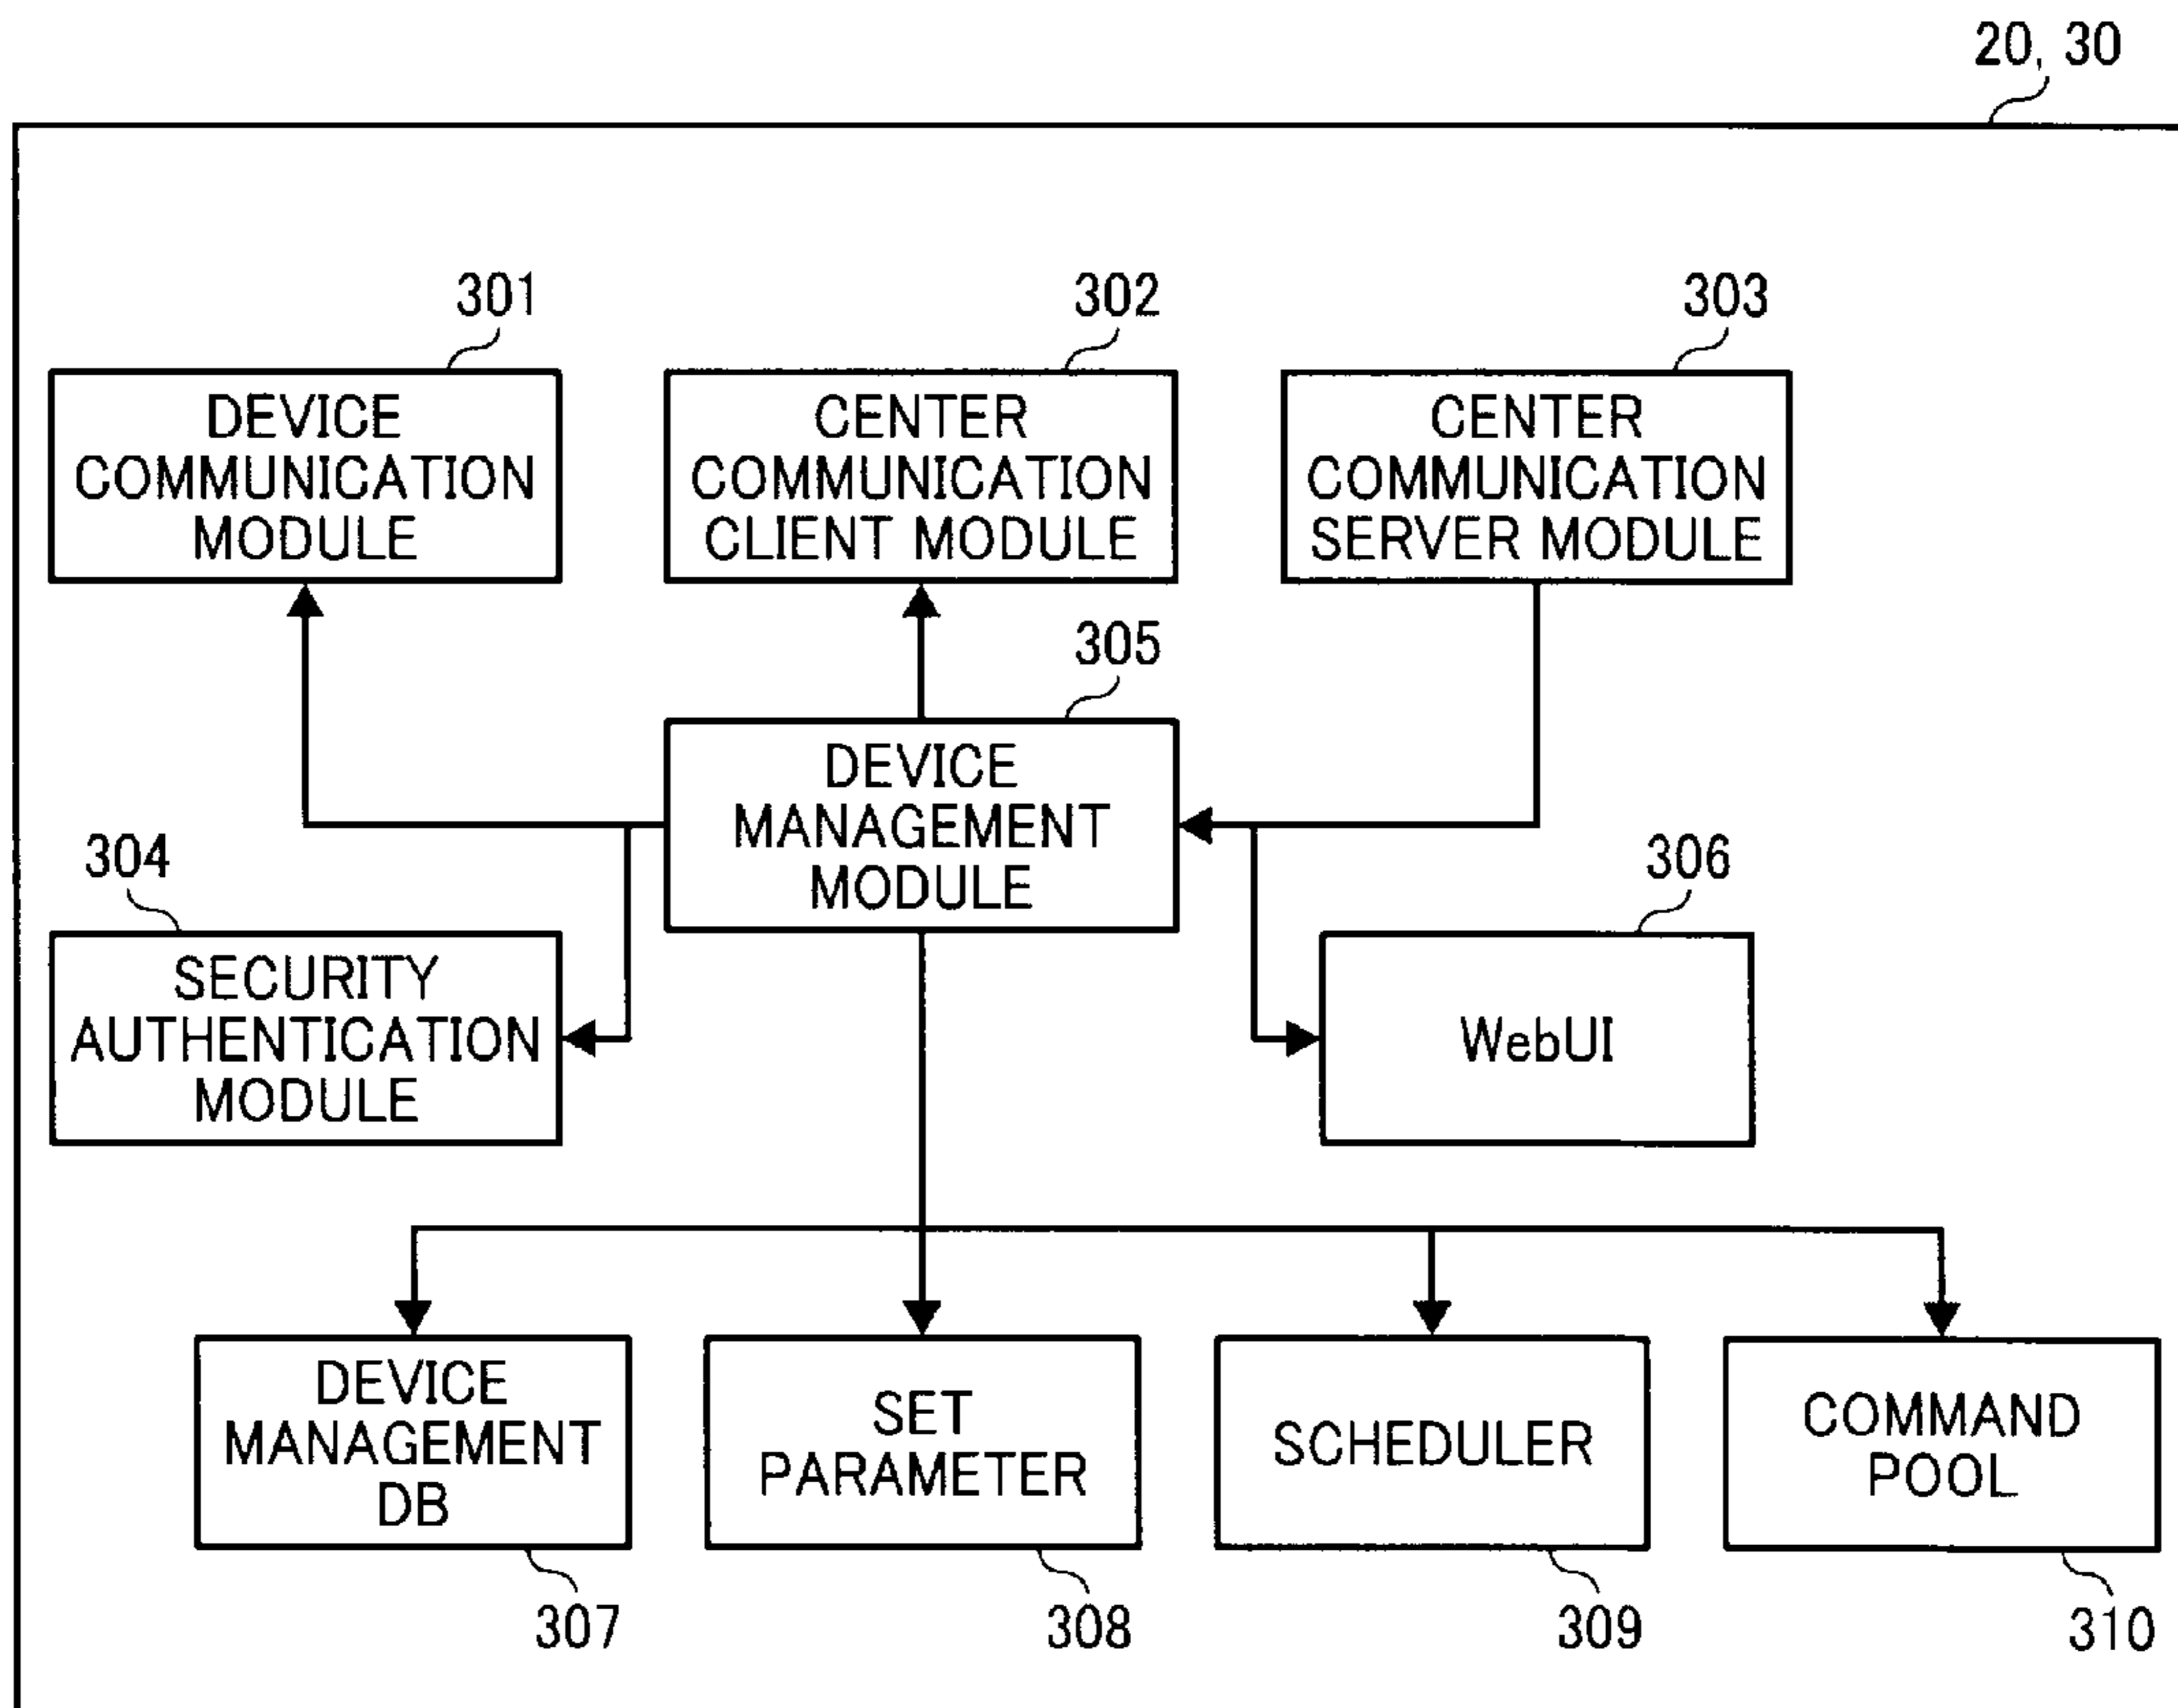 20, 30
301
302
303
DEVICE
COMMUNICATION
MODULE
CENTER
COMMUNICATION
CLIENT MODULE
CENTER
COMMUNICATION
SERVER MODULE
305
DEVICE
MANAGEMENT
MODULE
304
306
SECURITY
AUTHENTICATION
MODULE
WebUI
DEVICE
MANAGEMENT
DB
SET
PARAMETER
SCHEDULER
COMMAND
POOL
307
308
309
310